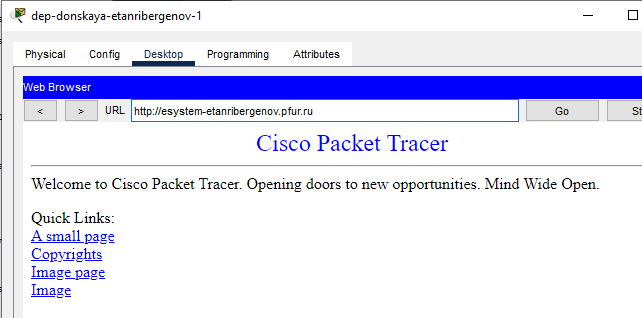 dep-donskaya-etanribergenov-1
Physical Config Desktop Programming Attributes
Web Browser
< > URL http://esystem-etanribergenov.pfur.ru Go
Cisco Packet Tracer
Welcome to Cisco Packet Tracer. Opening doors to new opportunities. Mind Wide Open.
Quick Links:
A small page
Copyrights
Image page
Image